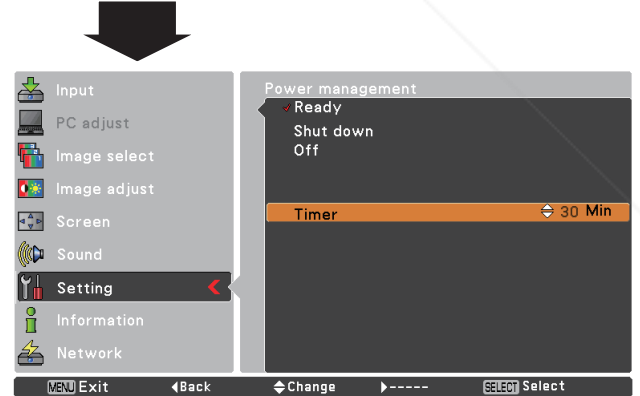 Input
PC adjust
Image select
Image adjust
Screen
Sound
Setting
Information
Network
Power management
Ready
Shut down
Off
Timer 30 Min
MENU Exit Back Change ----- SELECT Select